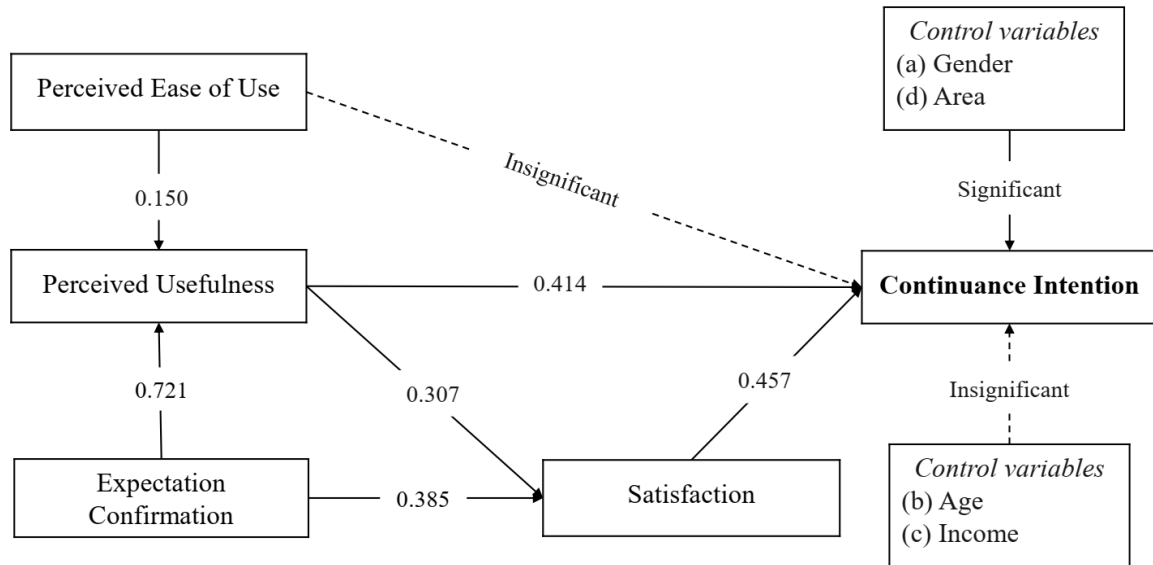 Control variables
(a) Gender
(d) Area
Perceived Ease of Use
Insignificant
0.150
Significant
Perceived Usefulness
0.414
Continuance Intention
0.721
0.307
0.457
Insignificant
Expectation
Confirmation
0.385
Satisfaction
Control variables
(b) Age
(c) Income